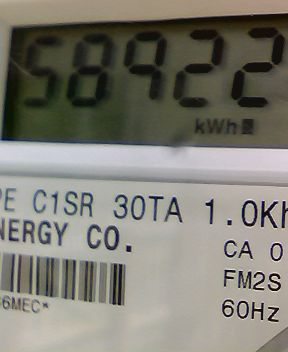 58922
kWh
PE C1SR 30TA 1.0Kh
NERGY CO.
CA 0
FM2S
6MEC*
60Hz